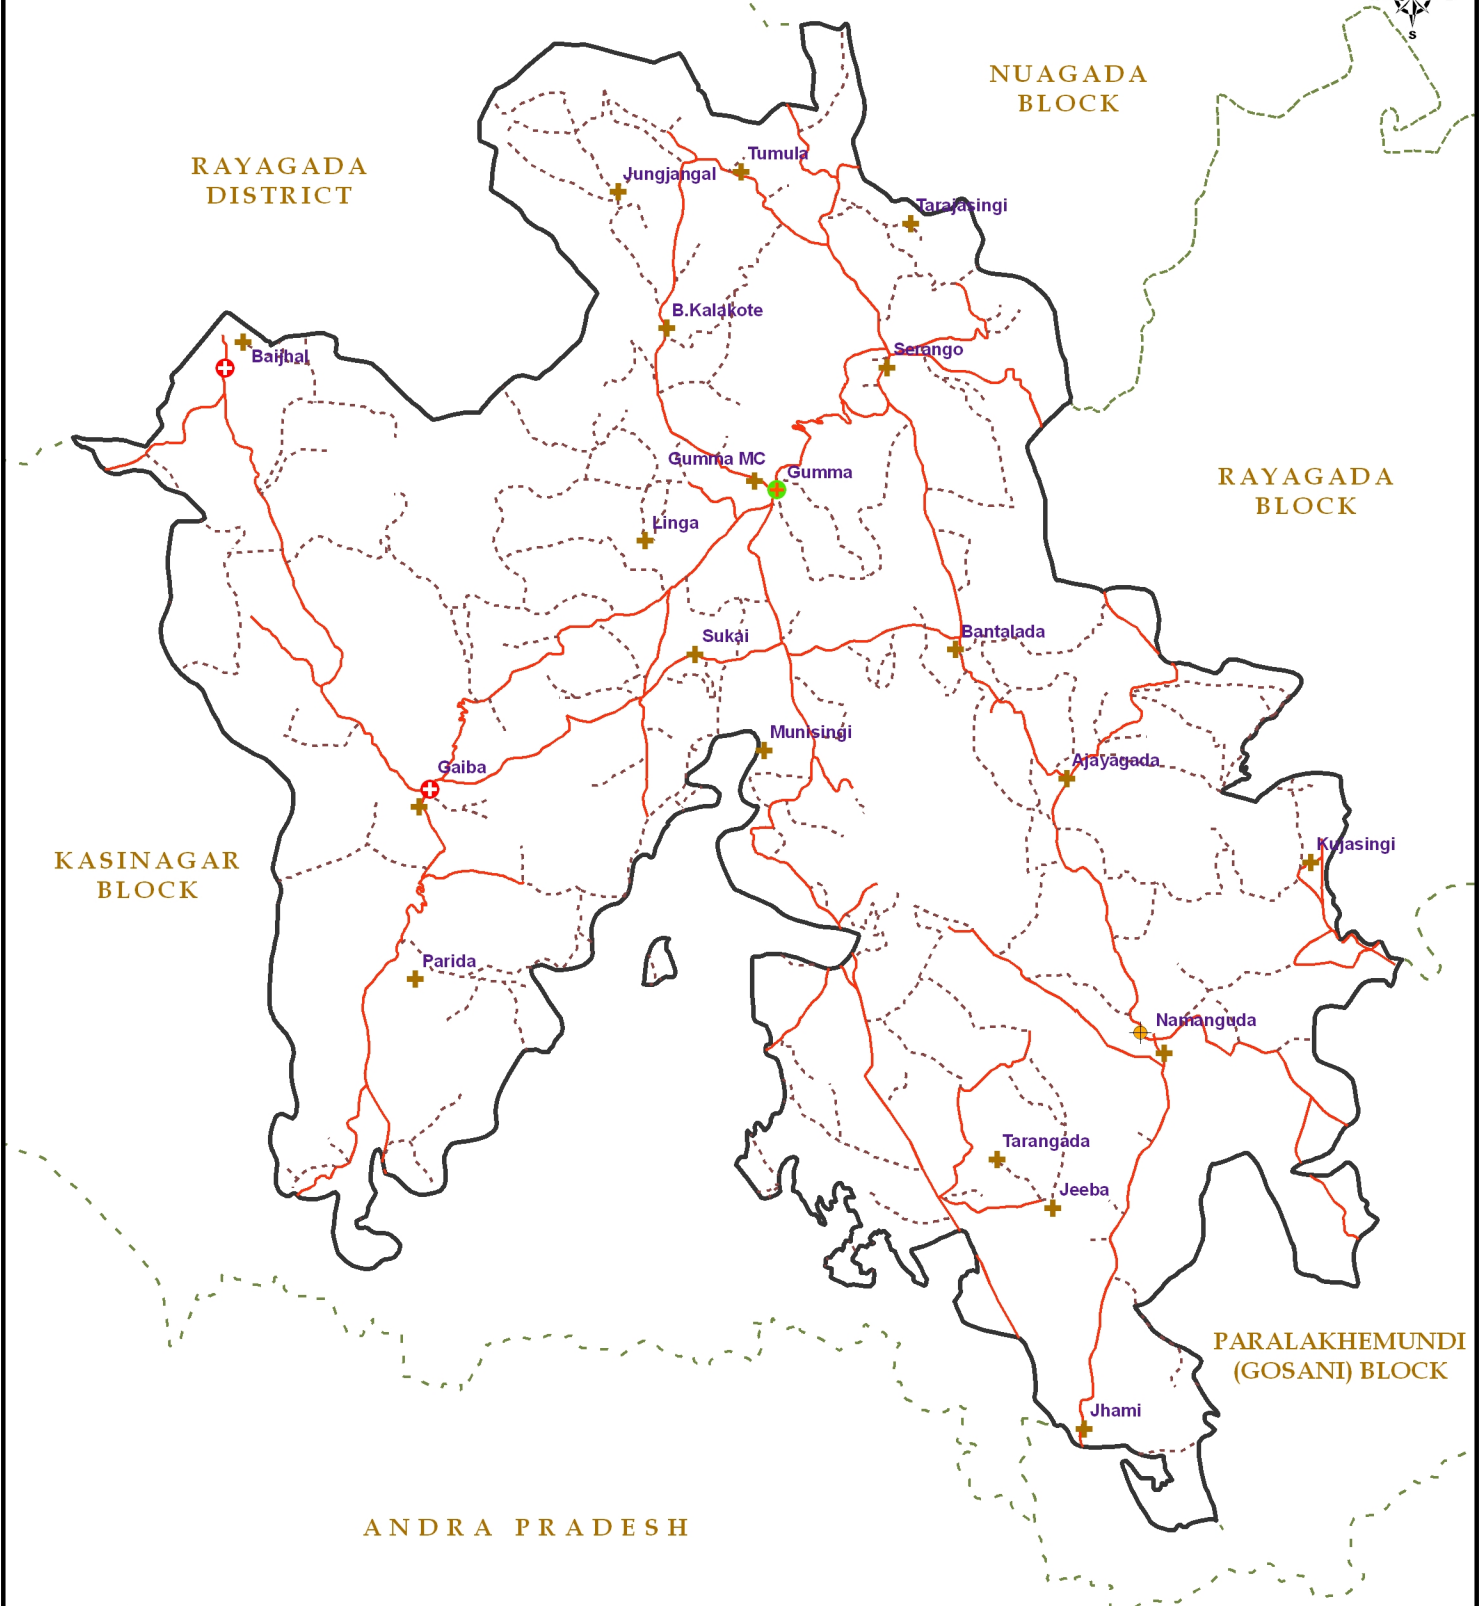 S
NUAGADA
BLOCK
RAYAGADA
DISTRICT
Tumula
Jungjangal
Tarajasingi
B.Kalakote
Serango
Baijhal
Gumma MC
Gumma
RAYAGADA
BLOCK
Linga
Sukai
Bantalada
Munisingi
Gaiba
Ajayagada
Kujasingi
KASINAGAR
BLOCK
Parida
Namanguda
Tarangada
Jeeba
PARALAKHEMUNDI
(GOSANI) BLOCK
Jhami
ANDRA PRADESH